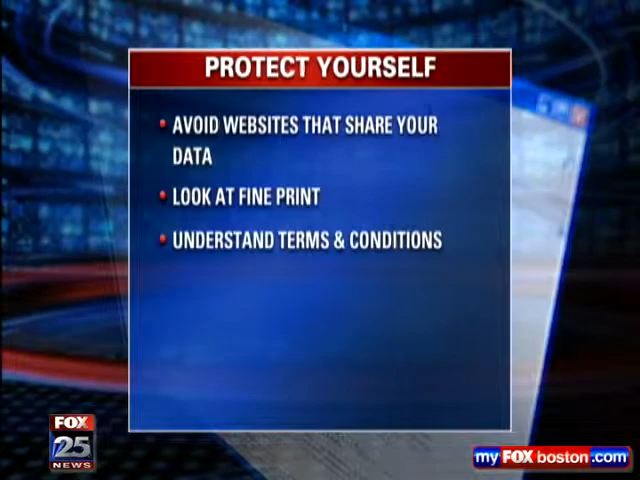 PROTECT YOURSELF
• AVOID WEBSITES THAT SHARE YOUR
DATA
• LOOK AT FINE PRINT
• UNDERSTAND TERMS & CONDITIONS
FOX
25
NEWS
myFOXboston.com